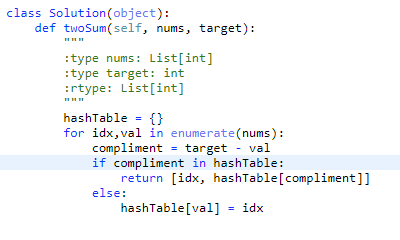 class Solution(object):
    def twoSum(self, nums, target):
        """
        :type nums: List[int]
        :type target: int
        :rtype: List[int]
        """
        hashTable = {}
        for idx,val in enumerate(nums):
            compliment = target - val
            if compliment in hashTable:
                return [idx, hashTable[compliment]]
            else:
                hashTable[val] = idx